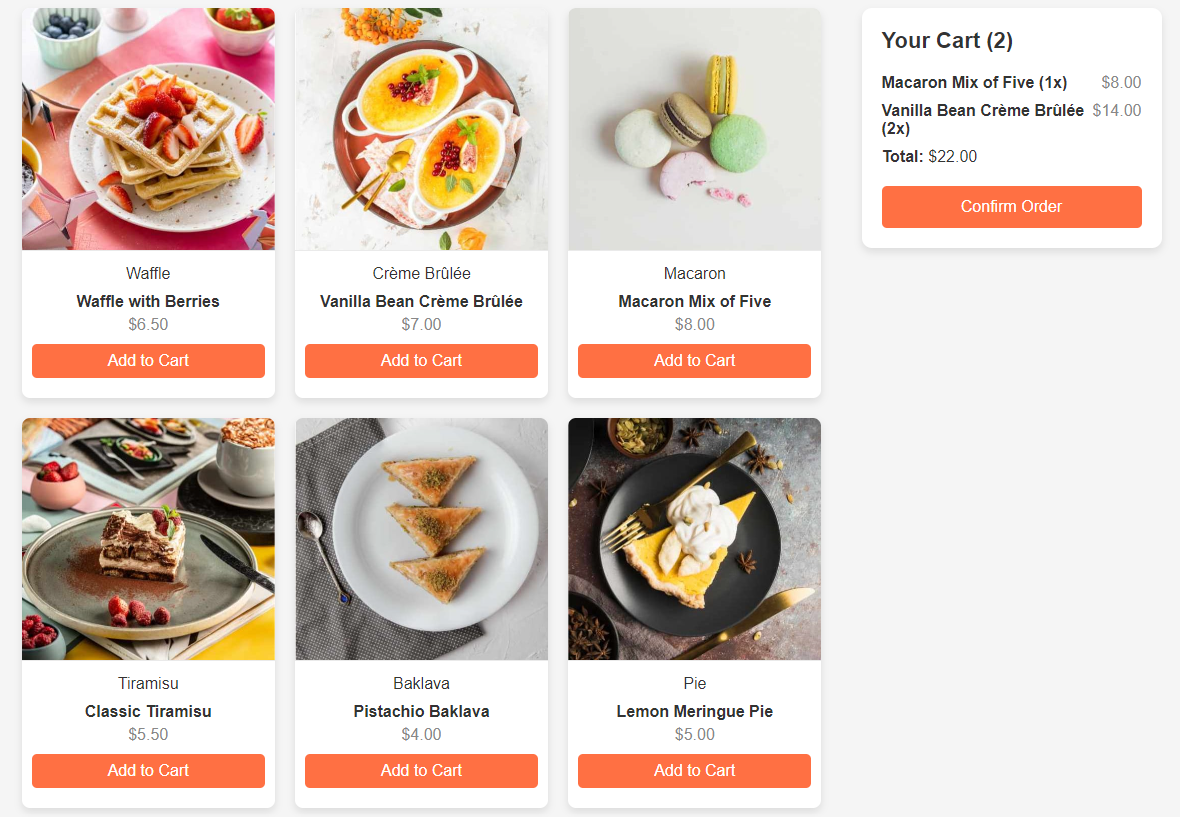 Waffle
Waffle with Berries
$6.50
Add to Cart
Crème Brûlée
Vanilla Bean Crème Brûlée
$7.00
Add to Cart
Macaron
Macaron Mix of Five
$8.00
Add to Cart
Tiramisu
Classic Tiramisu
$5.50
Add to Cart
Baklava
Pistachio Baklava
$4.00
Add to Cart
Pie
Lemon Meringue Pie
$5.00
Add to Cart
Your Cart (2)
Macaron Mix of Five (1x) $8.00
Vanilla Bean Crème Brûlée $14.00
(2x)
Total: $22.00
Confirm Order